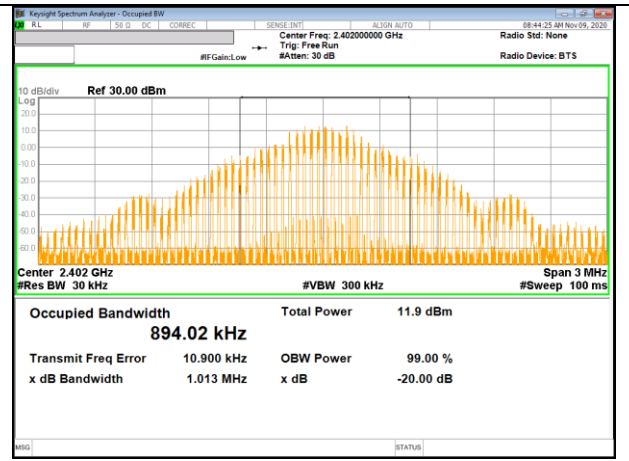 Keysight Spectrum Analyzer - Occupied BW
RL RF 50 Ω DC CORREC SENSE:INT ALIGN AUTO 08:44:25 AM Nov 09, 2020
Center Freq: 2.402000000 GHz Radio Std: None
Trig: Free Run
#IFGain:Low #Atten: 30 dB Radio Device: BTS
10 dB/div Ref 30.00 dBm
Log
20.0
10.0
0.00
-10.0
-20.0
-30.0
-40.0
-50.0
-60.0
Center 2.402 GHz Span 3 MHz
#Res BW 30 kHz #VBW 300 kHz #Sweep 100 ms
Occupied Bandwidth Total Power 11.9 dBm
894.02 kHz
Transmit Freq Error 10.900 kHz OBW Power 99.00 %
x dB Bandwidth 1.013 MHz x dB -20.00 dB
MSG STATUS